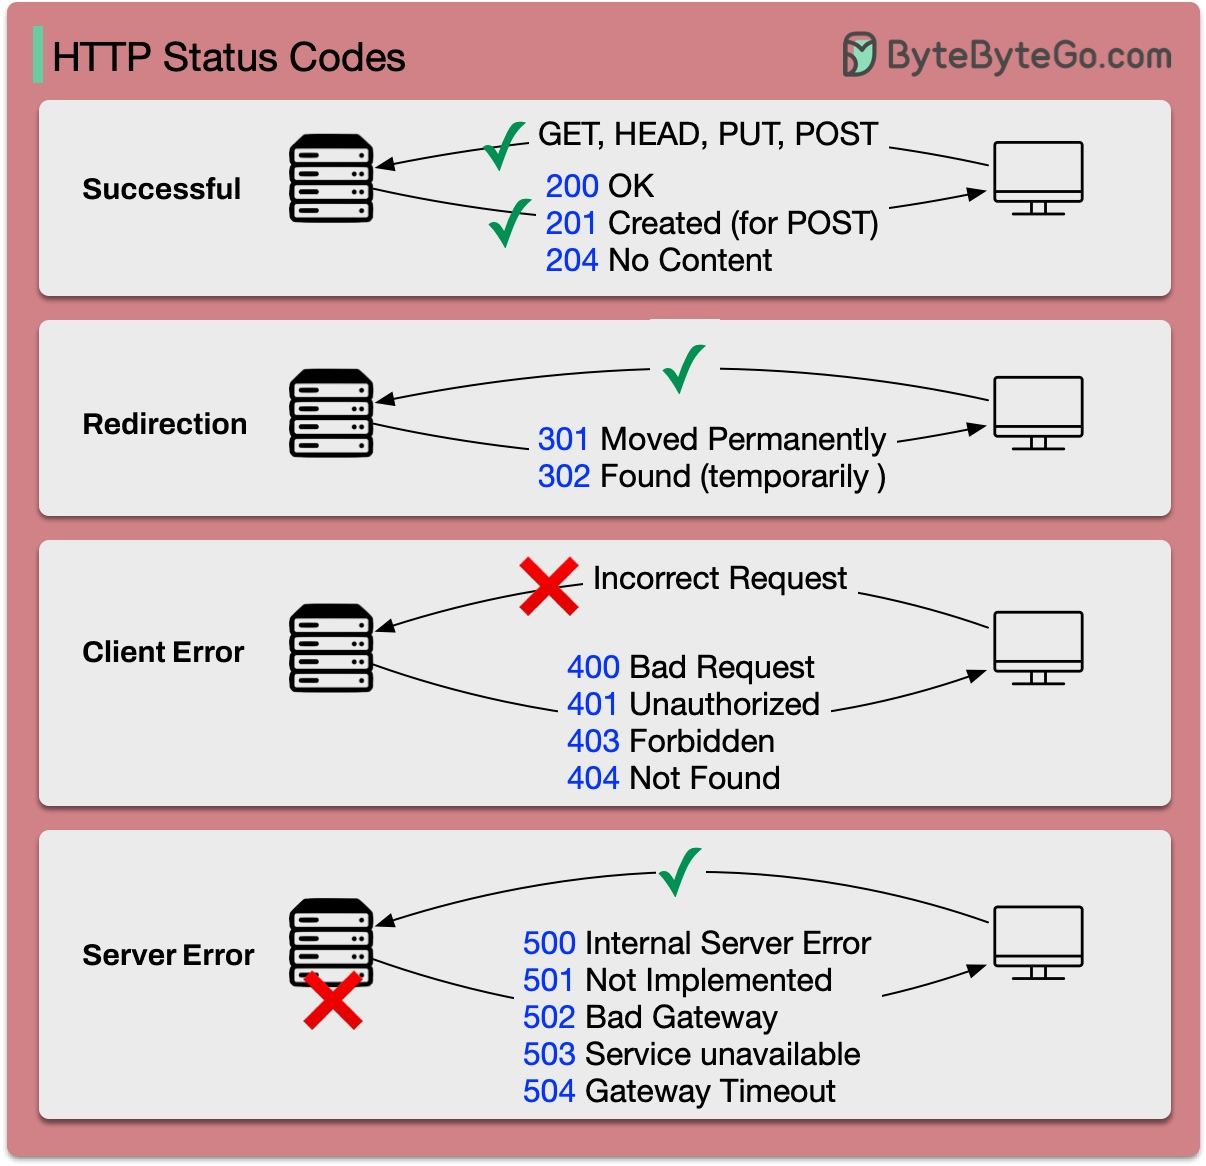 HTTP Status Codes
ByteByteGo.com
Successful
GET, HEAD, PUT, POST
200 OK
201 Created (for POST)
204 No Content
Redirection
301 Moved Permanently
302 Found (temporarily )
Client Error
Incorrect Request
400 Bad Request
401 Unauthorized
403 Forbidden
404 Not Found
Server Error
500 Internal Server Error
501 Not Implemented
502 Bad Gateway
503 Service unavailable
504 Gateway Timeout